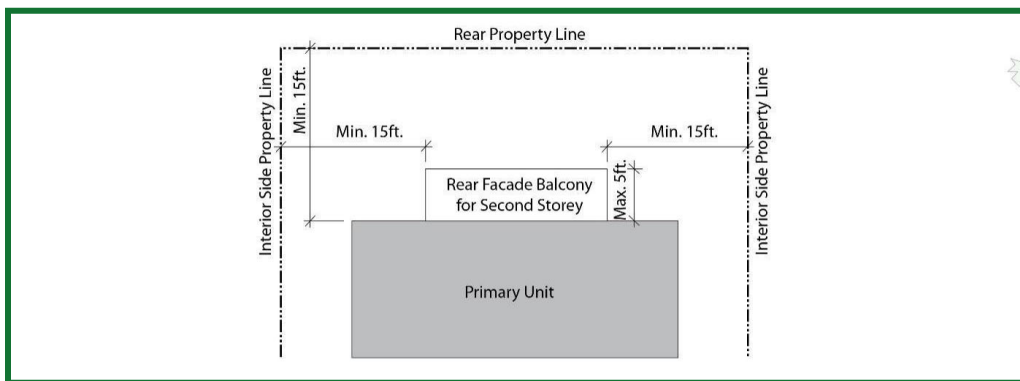 Rear Property Line
Interior Side Property Line
Min. 15ft.
Min. 15ft.
Min. 15ft.
Interior Side Property Line
Rear Facade Balcony
for Second Storey
Max. 5ft.
Primary Unit